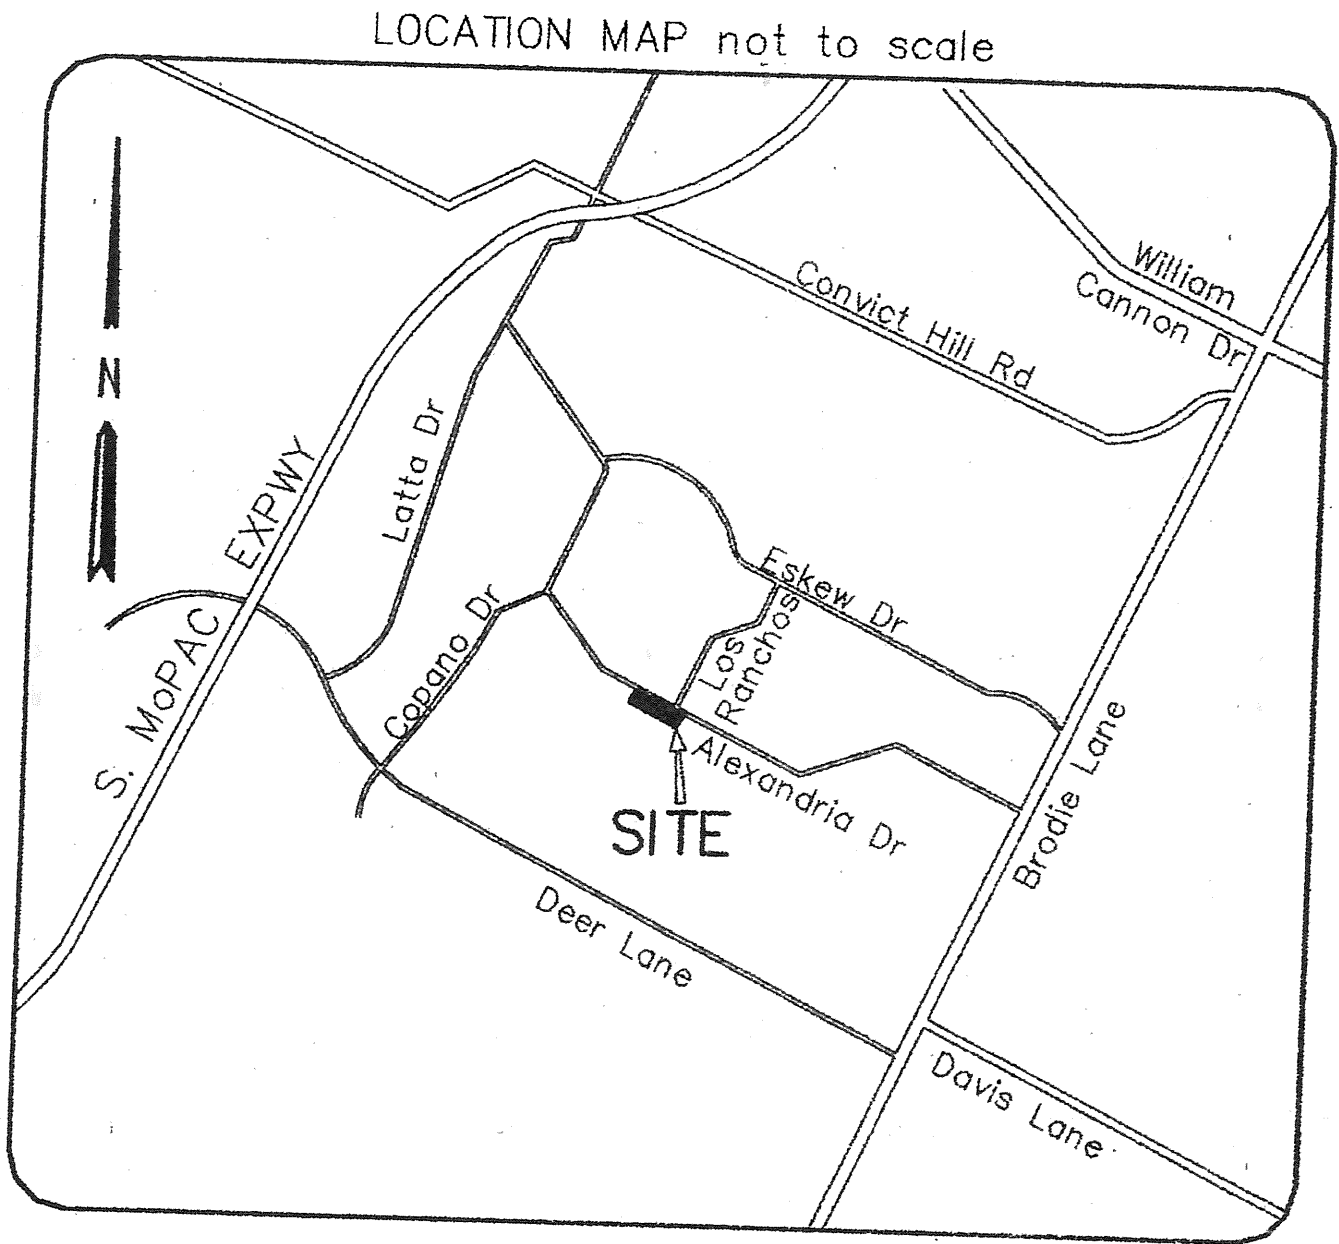 LOCATION MAP not to scale
William
Cannon Dr
Convict Hill Rd
N
Latta Dr
S. MoPAC EXPWY
Eskew Dr
Copano Dr
Los
Ranchos
Alexandria Dr
SITE
Brodie Lane
Deer Lane
Davis Lane